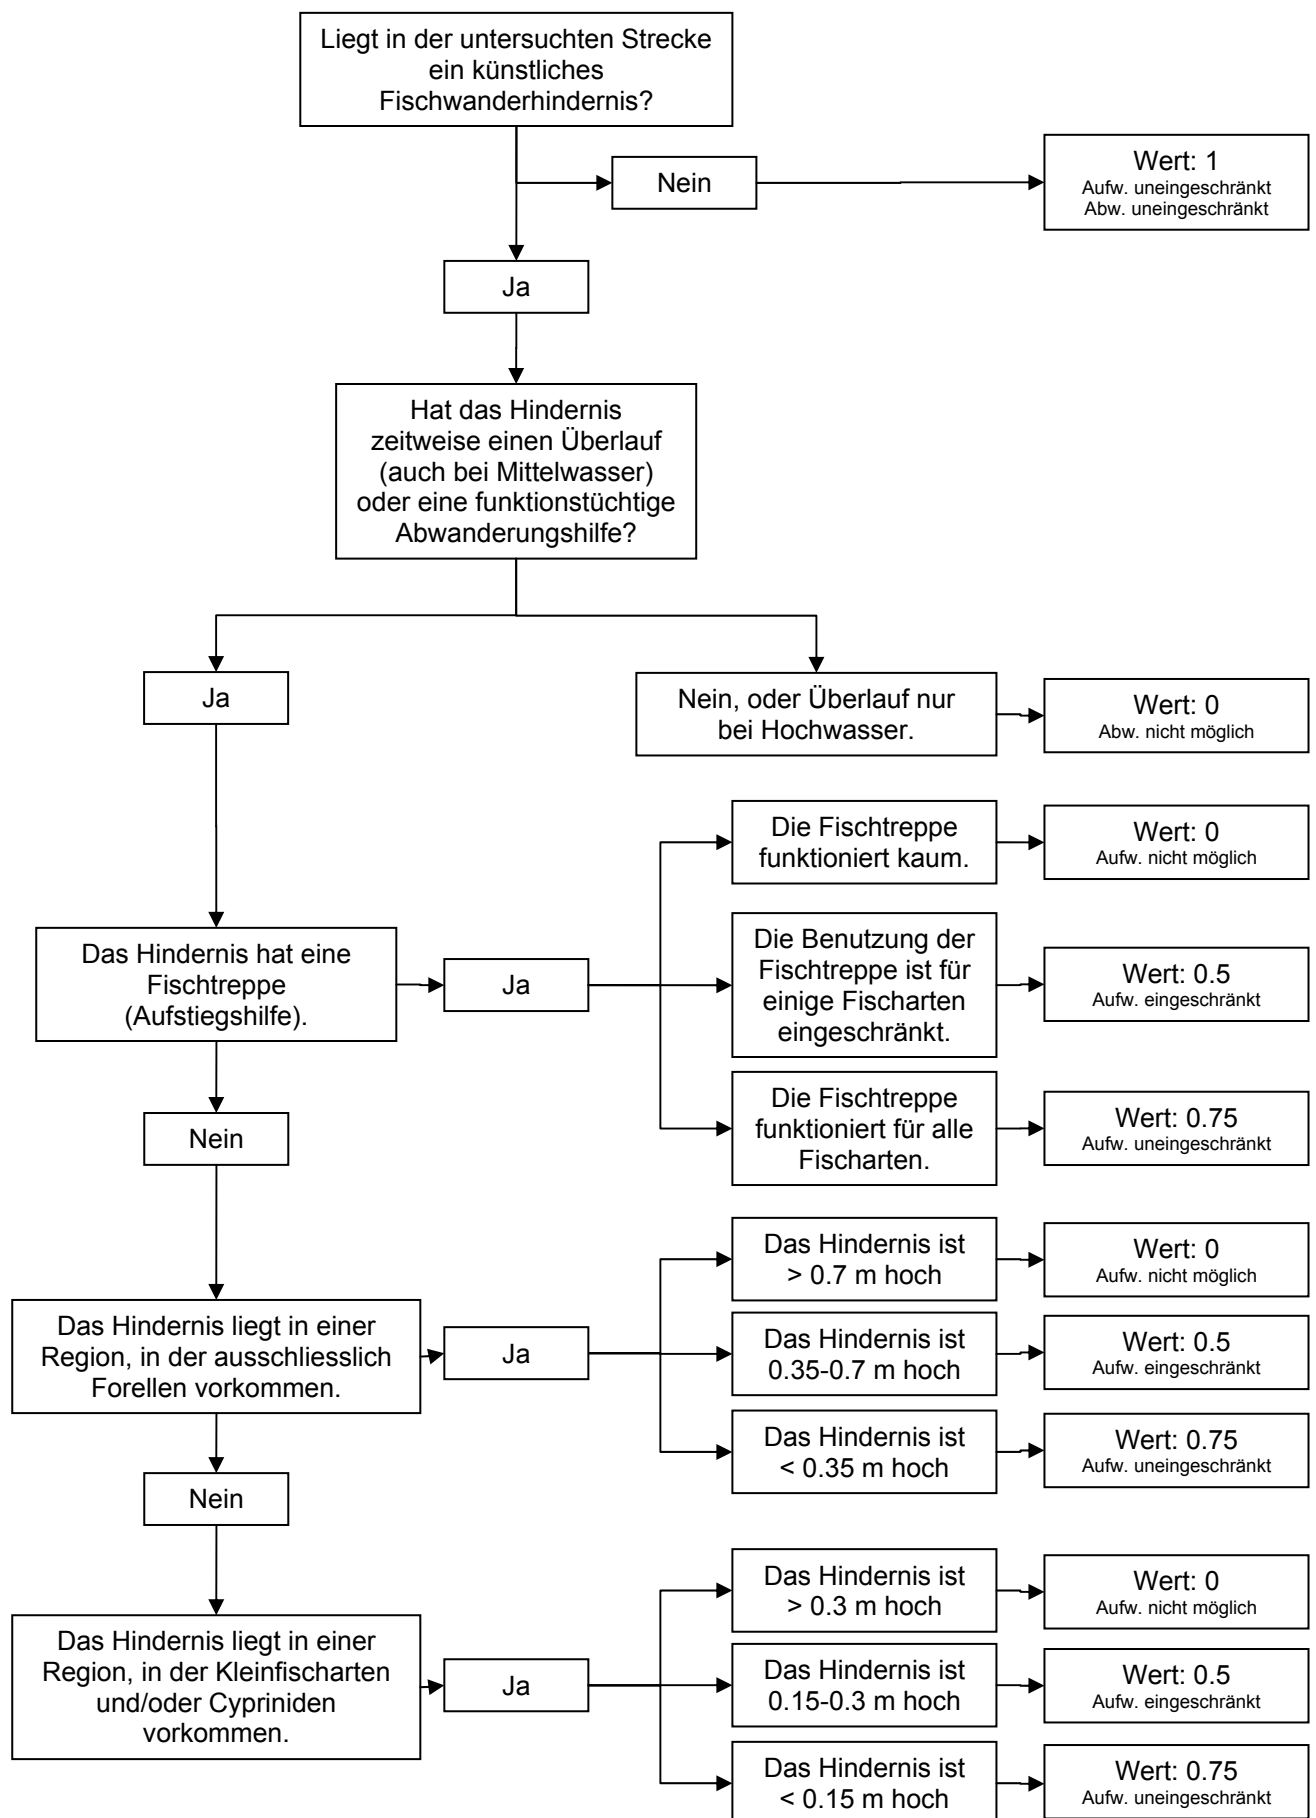 Liegt in der untersuchten Strecke
ein künstliches
Fischwanderhindernis?
Nein
Wert: 1
Aufw. uneingeschränkt
Abw. uneingeschränkt
Ja
Hat das Hindernis
zeitweise einen Überlauf
(auch bei Mittelwasser)
oder eine funktionstüchtige
Abwanderungshilfe?
Ja
Nein, oder Überlauf nur
bei Hochwasser.
Wert: 0
Abw. nicht möglich
Das Hindernis hat eine
Fischtreppe
(Aufstiegshilfe).
Ja
Die Fischtreppe
funktioniert kaum.
Wert: 0
Aufw. nicht möglich
Die Benutzung der
Fischtreppe ist für
einige Fischarten
eingeschränkt.
Wert: 0.5
Aufw. eingeschränkt
Die Fischtreppe
funktioniert für alle
Fischarten.
Wert: 0.75
Aufw. uneingeschränkt
Nein
Das Hindernis liegt in einer
Region, in der ausschliesslich
Forellen vorkommen.
Ja
Das Hindernis ist
> 0.7 m hoch
Wert: 0
Aufw. nicht möglich
Das Hindernis ist
0.35-0.7 m hoch
Wert: 0.5
Aufw. eingeschränkt
Das Hindernis ist
< 0.35 m hoch
Wert: 0.75
Aufw. uneingeschränkt
Nein
Das Hindernis liegt in einer
Region, in der Kleinfischarten
und/oder Cypriniden
vorkommen.
Ja
Das Hindernis ist
> 0.3 m hoch
Wert: 0
Aufw. nicht möglich
Das Hindernis ist
0.15-0.3 m hoch
Wert: 0.5
Aufw. eingeschränkt
Das Hindernis ist
< 0.15 m hoch
Wert: 0.75
Aufw. uneingeschränkt